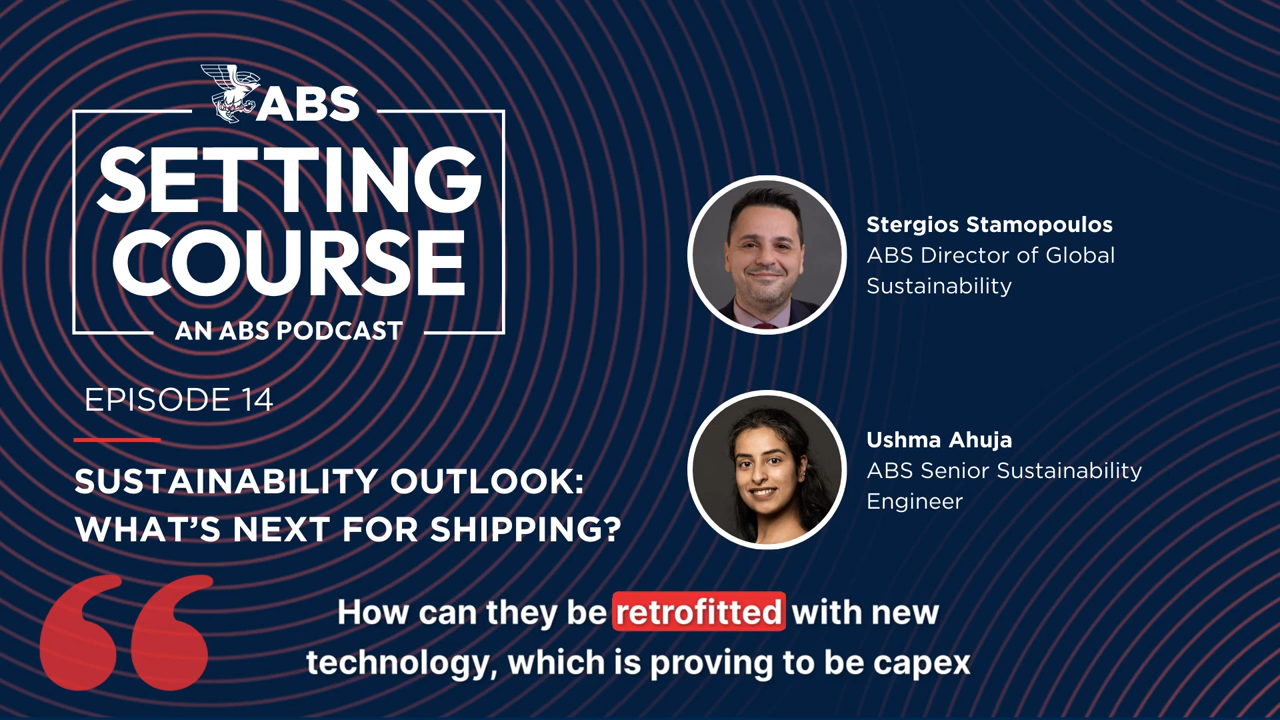 ABS
SETTING
COURSE
AN ABS PODCAST
EPISODE 14
SUSTAINABILITY OUTLOOK:
WHAT'S NEXT FOR SHIPPING?
Stergios Stamopoulos
ABS Director of Global
Sustainability
Ushma Ahuja
ABS Senior Sustainability
Engineer
“
How can they be retrofitted with new
technology, which is proving to be capex